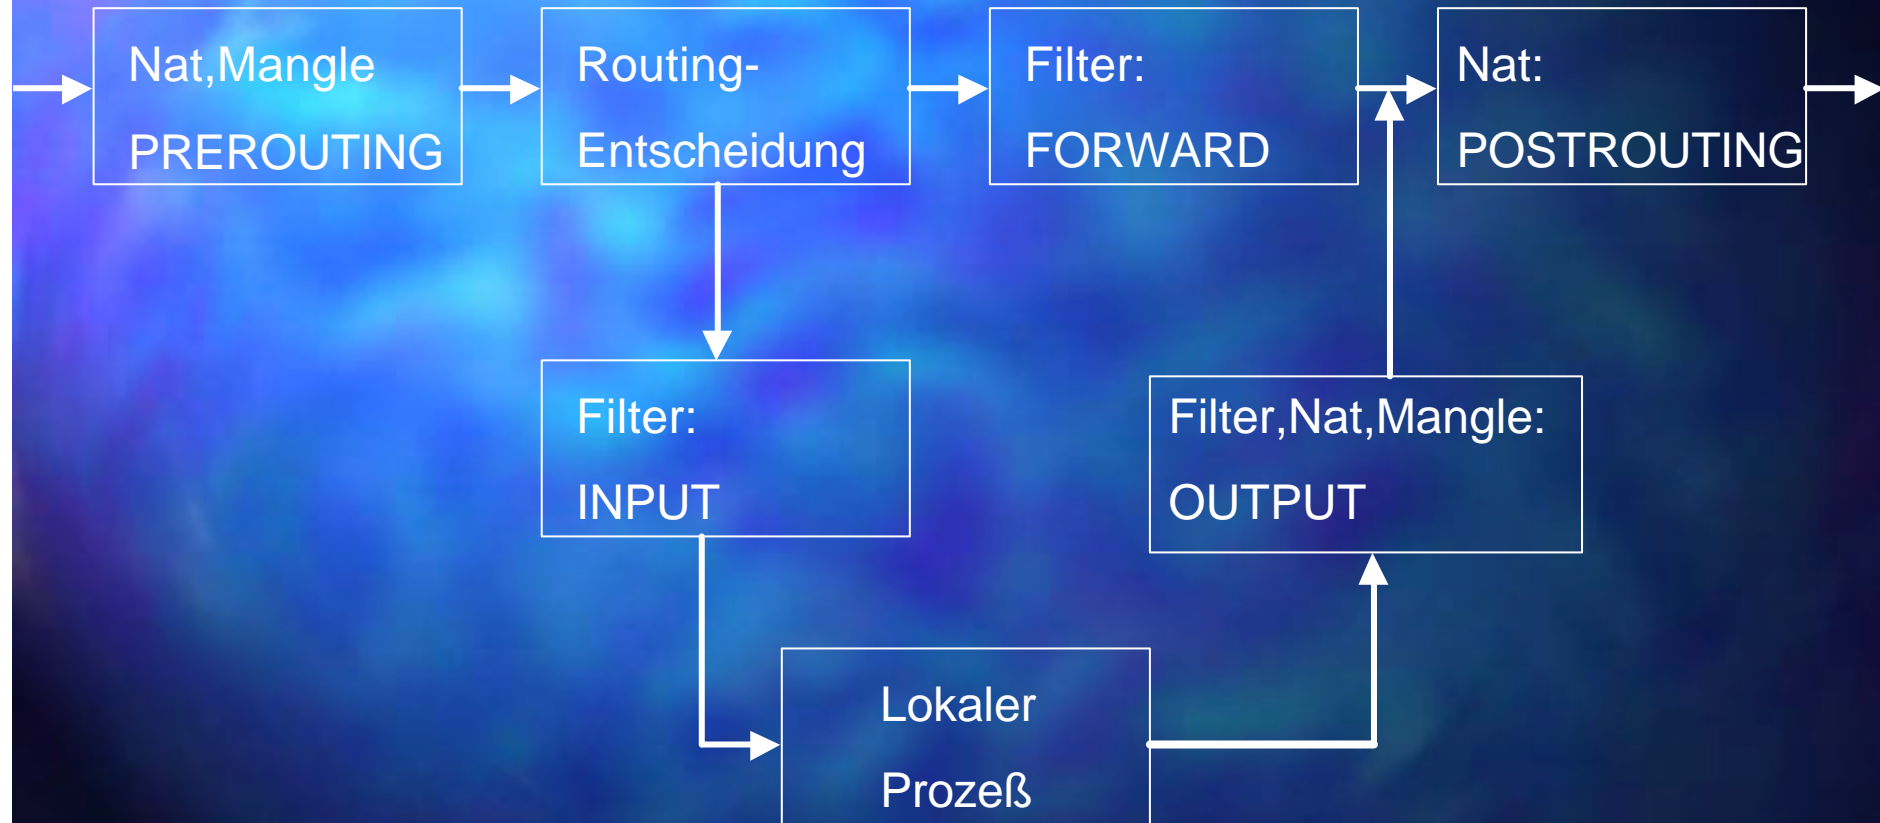 Nat,Mangle
PREROUTING
Routing-
Entscheidung
Filter:
FORWARD
Nat:
POSTROUTING
Filter:
INPUT
Filter,Nat,Mangle:
OUTPUT
Lokaler
Prozeß